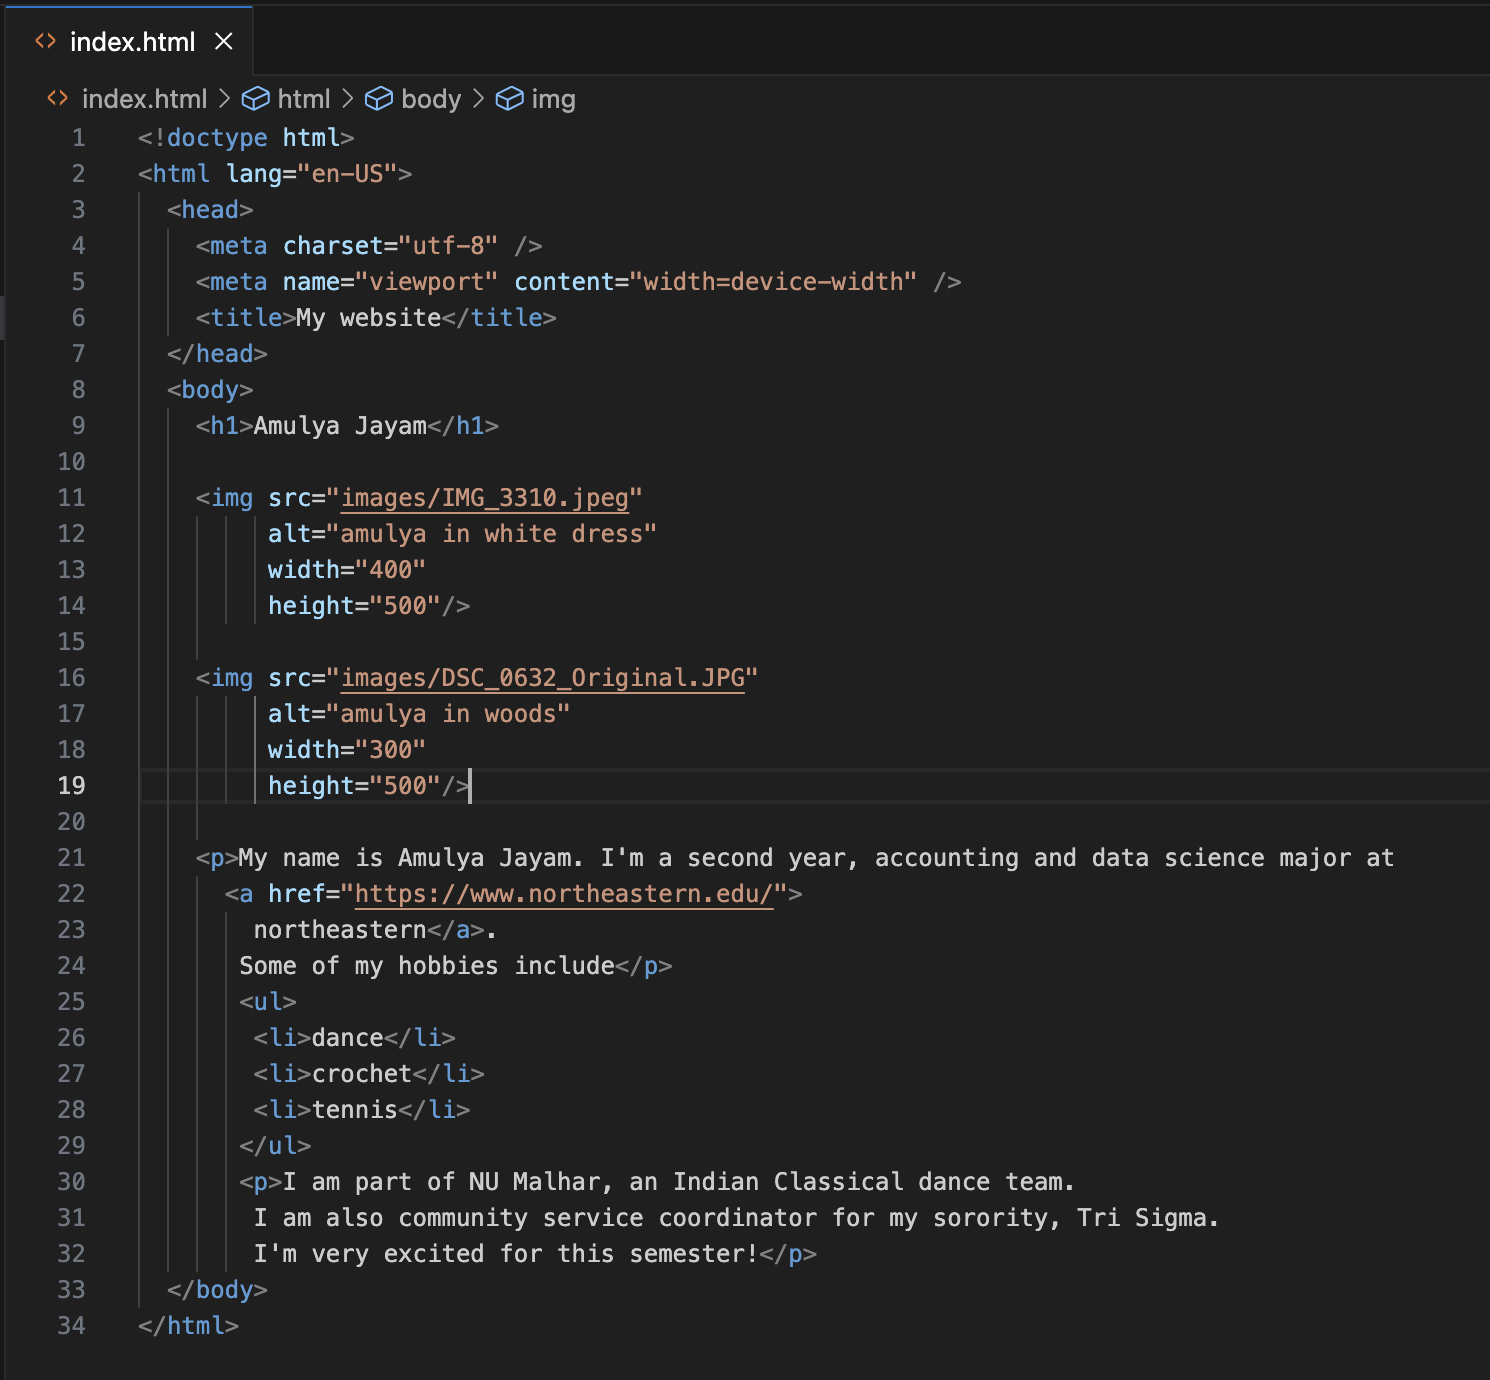 index.html
index.html > html > body > img
1 <!doctype html>
2 <html lang="en-US">
3 <head>
4 <meta charset="utf-8" />
5 <meta name="viewport" content="width=device-width" />
6 <title>My website</title>
7 </head>
8 <body>
9 <h1>Amulya Jayam</h1>
10
11 <img src="images/IMG_3310.jpeg"
12 alt="amulya in white dress"
13 width="400"
14 height="500"/>
15
16 <img src="images/DSC_0632_Original.JPG"
17 alt="amulya in woods"
18 width="300"
19 height="500"/>
20
21 <p>My name is Amulya Jayam. I'm a second year, accounting and data science major at
22 <a href="https://www.northeastern.edu/">
23 northeastern</a>.
24 Some of my hobbies include</p>
25 <ul>
26 <li>dance</li>
27 <li>crochet</li>
28 <li>tennis</li>
29 </ul>
30 <p>I am part of NU Malhar, an Indian Classical dance team.
31 I am also community service coordinator for my sorority, Tri Sigma.
32 I'm very excited for this semester!</p>
33 </body>
34 </html>